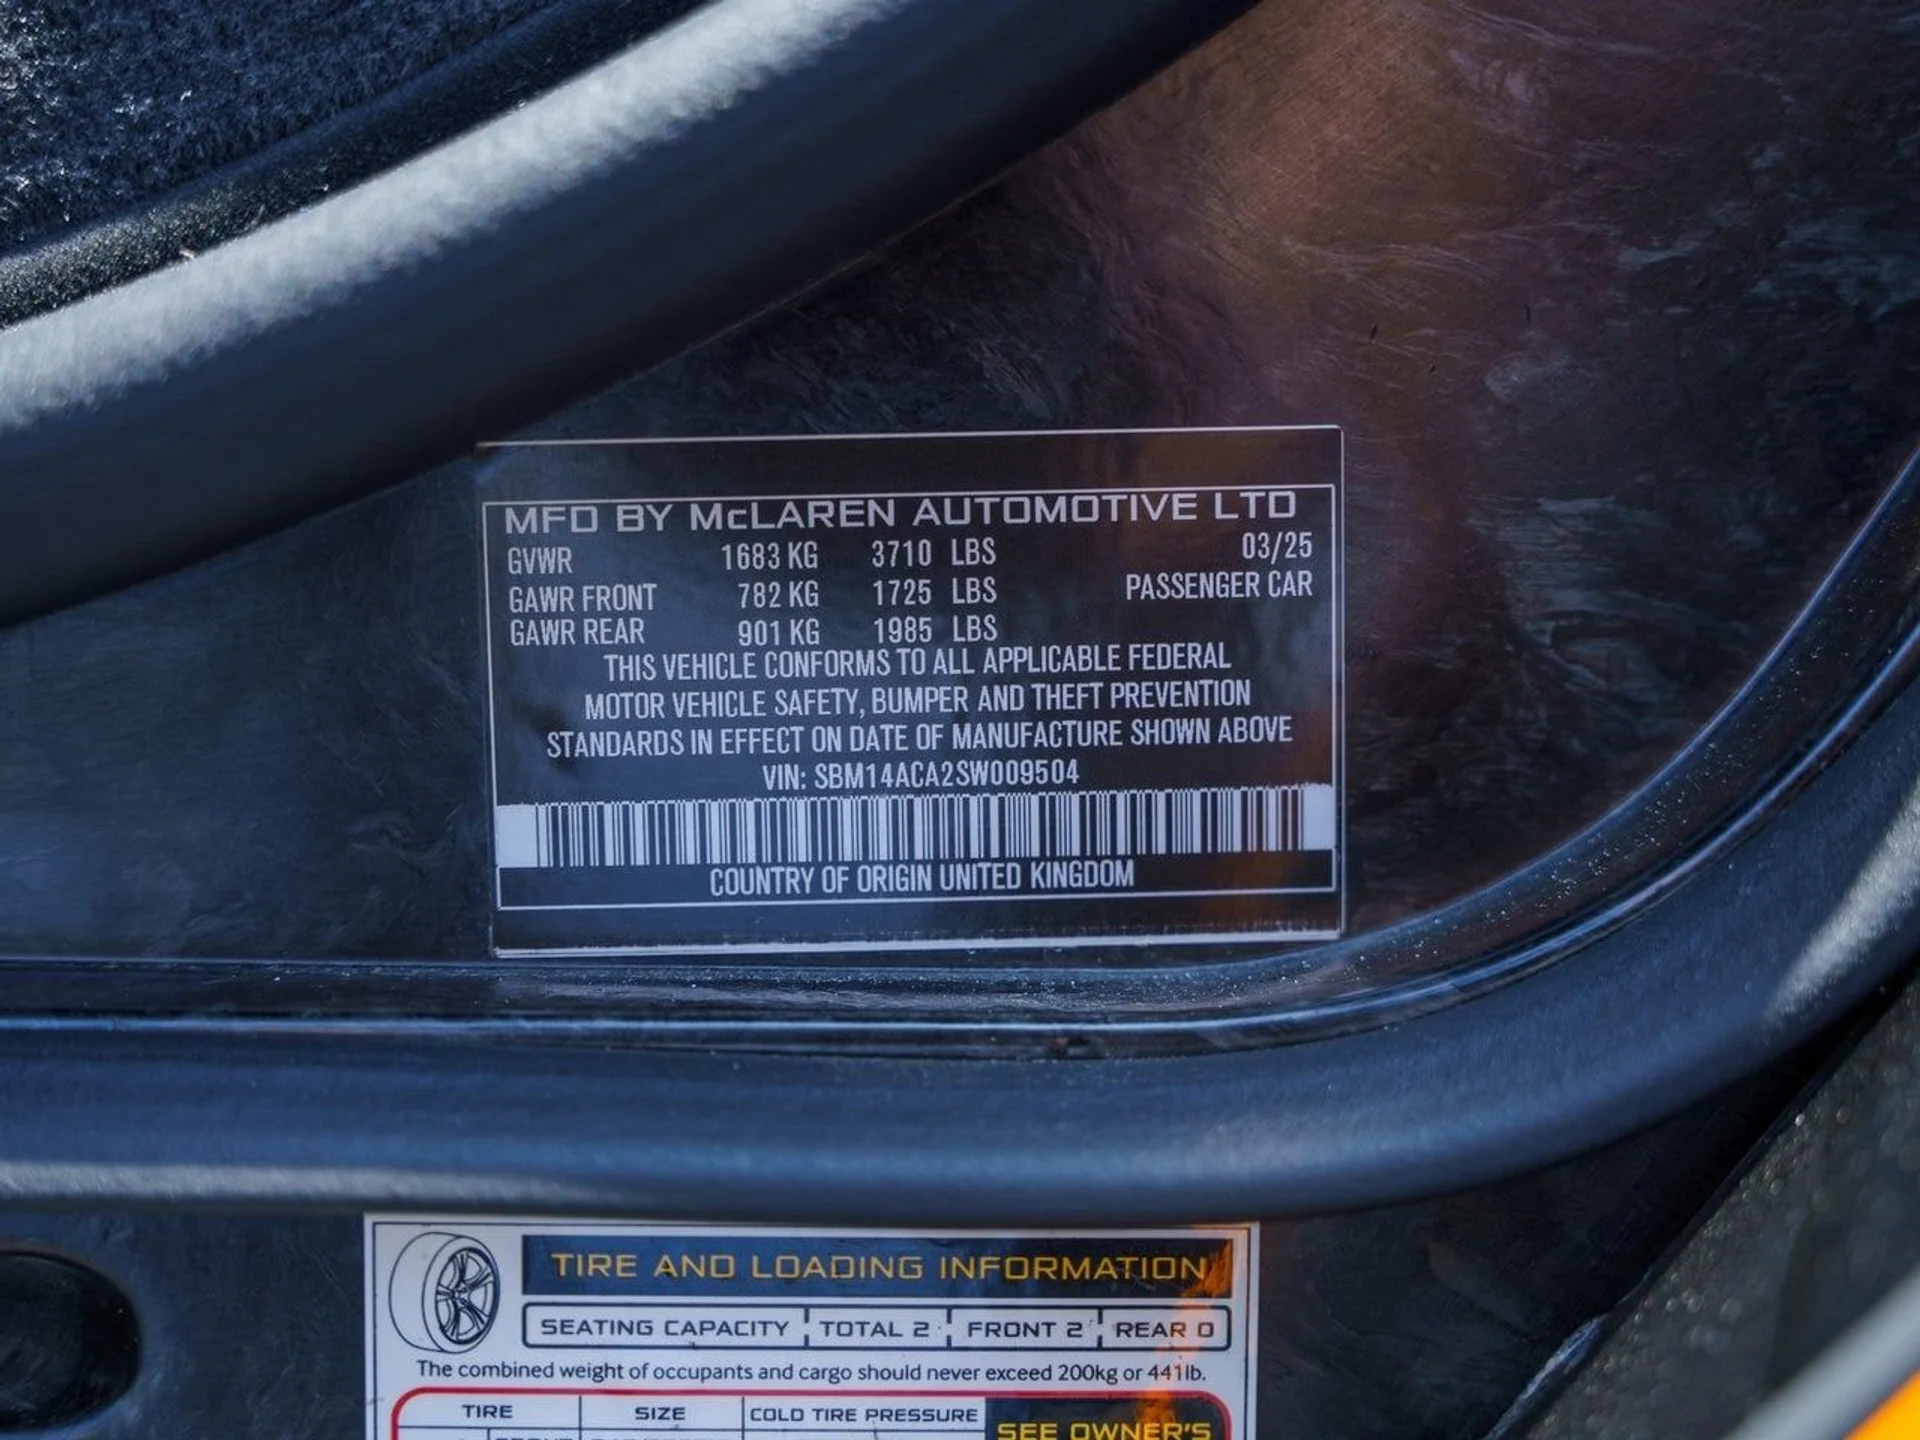 MFD BY McLAREN AUTOMOTIVE LTD
GVWR 1683 KG 3710 LBS 03/25
GAWR FRONT 782 KG 1725 LBS PASSENGER CAR
GAWR REAR 901 KG 1985 LBS
THIS VEHICLE CONFORMS TO ALL APPLICABLE FEDERAL
MOTOR VEHICLE SAFETY, BUMPER AND THEFT PREVENTION
STANDARDS IN EFFECT ON DATE OF MANUFACTURE SHOWN ABOVE
VIN: SBM14ACA2SW009504
COUNTRY OF ORIGIN UNITED KINGDOM
TIRE AND LOADING INFORMATION
SEATING CAPACITY TOTAL 2 FRONT 2 REAR 0
The combined weight of occupants and cargo should never exceed 200kg or 441lb.
TIRE SIZE COLD TIRE PRESSURE
SEE OWNER'S